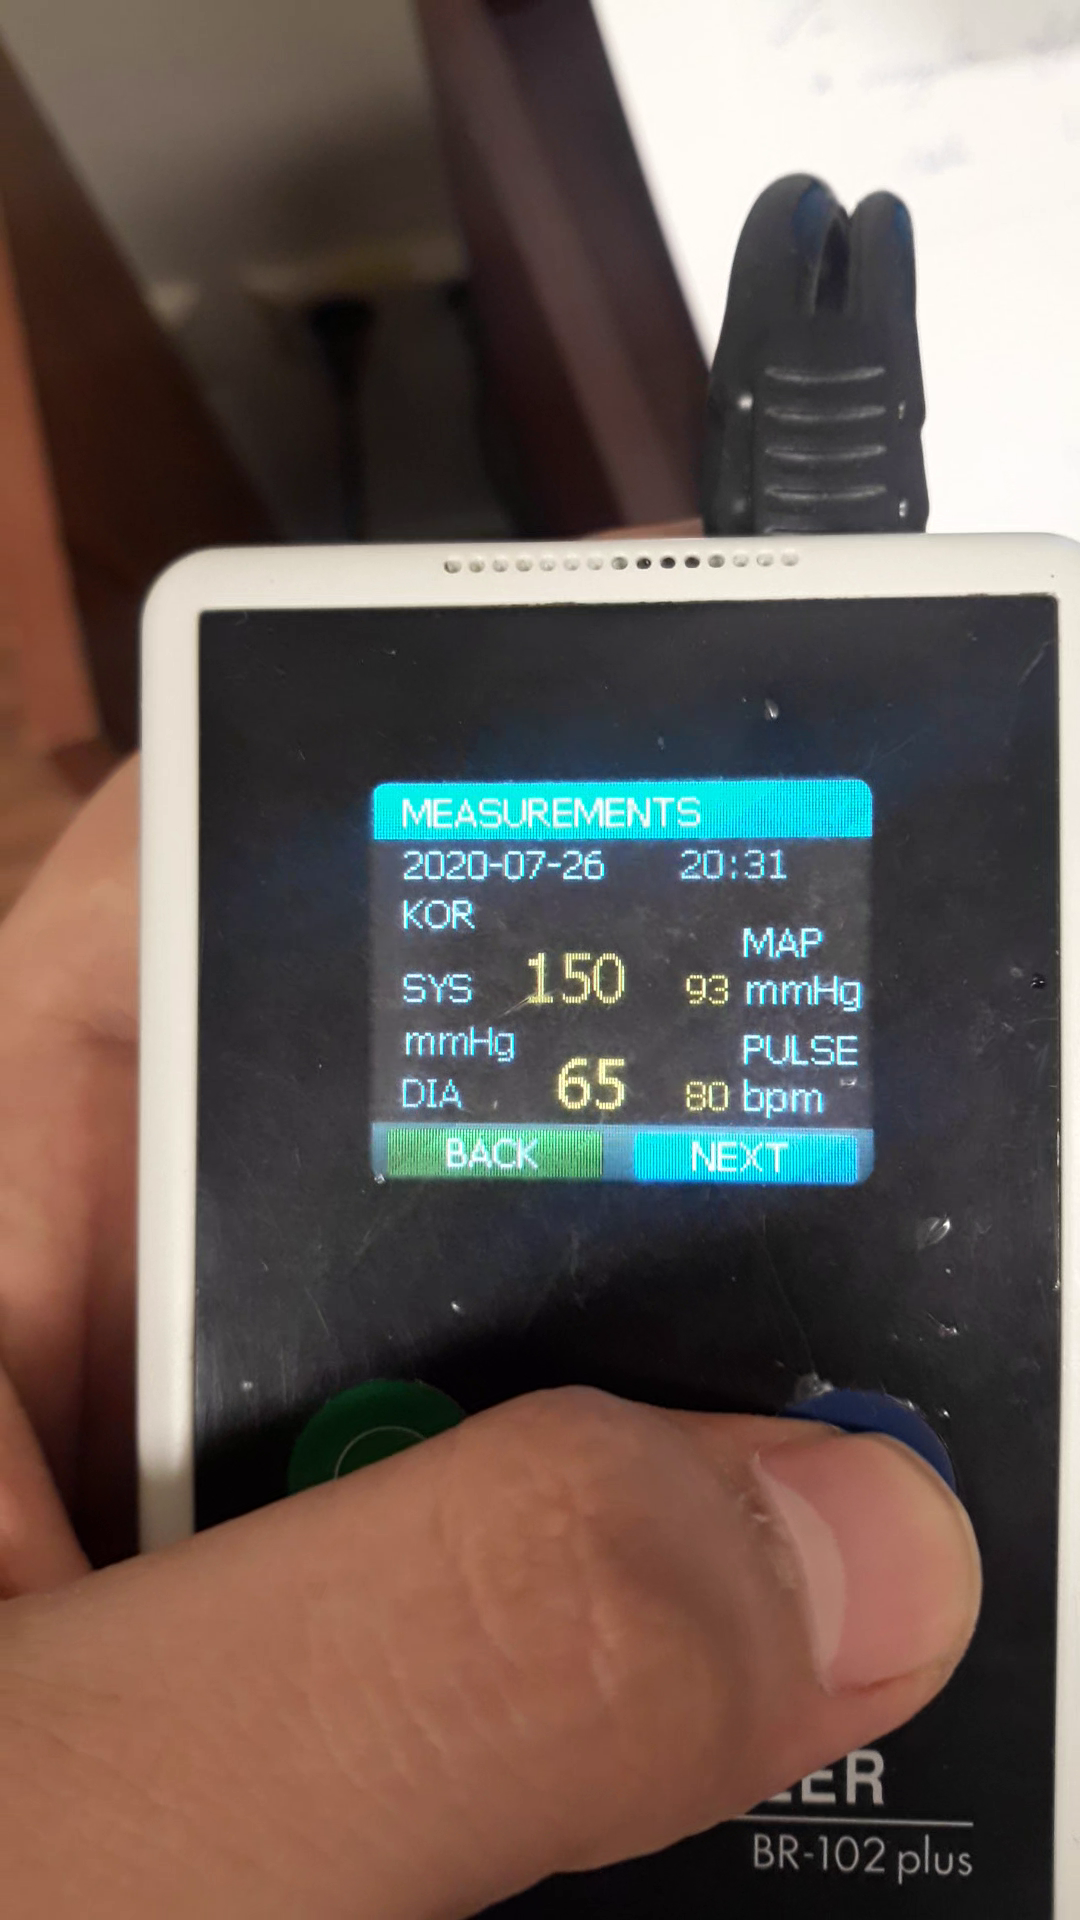 MEASUREMENTS
2020-07-26 20:31
KOR
MAP
SYS 150 93 mmHg
mmHg PULSE
DIA 65 80 bpm
BACK NEXT
BR-102 plus